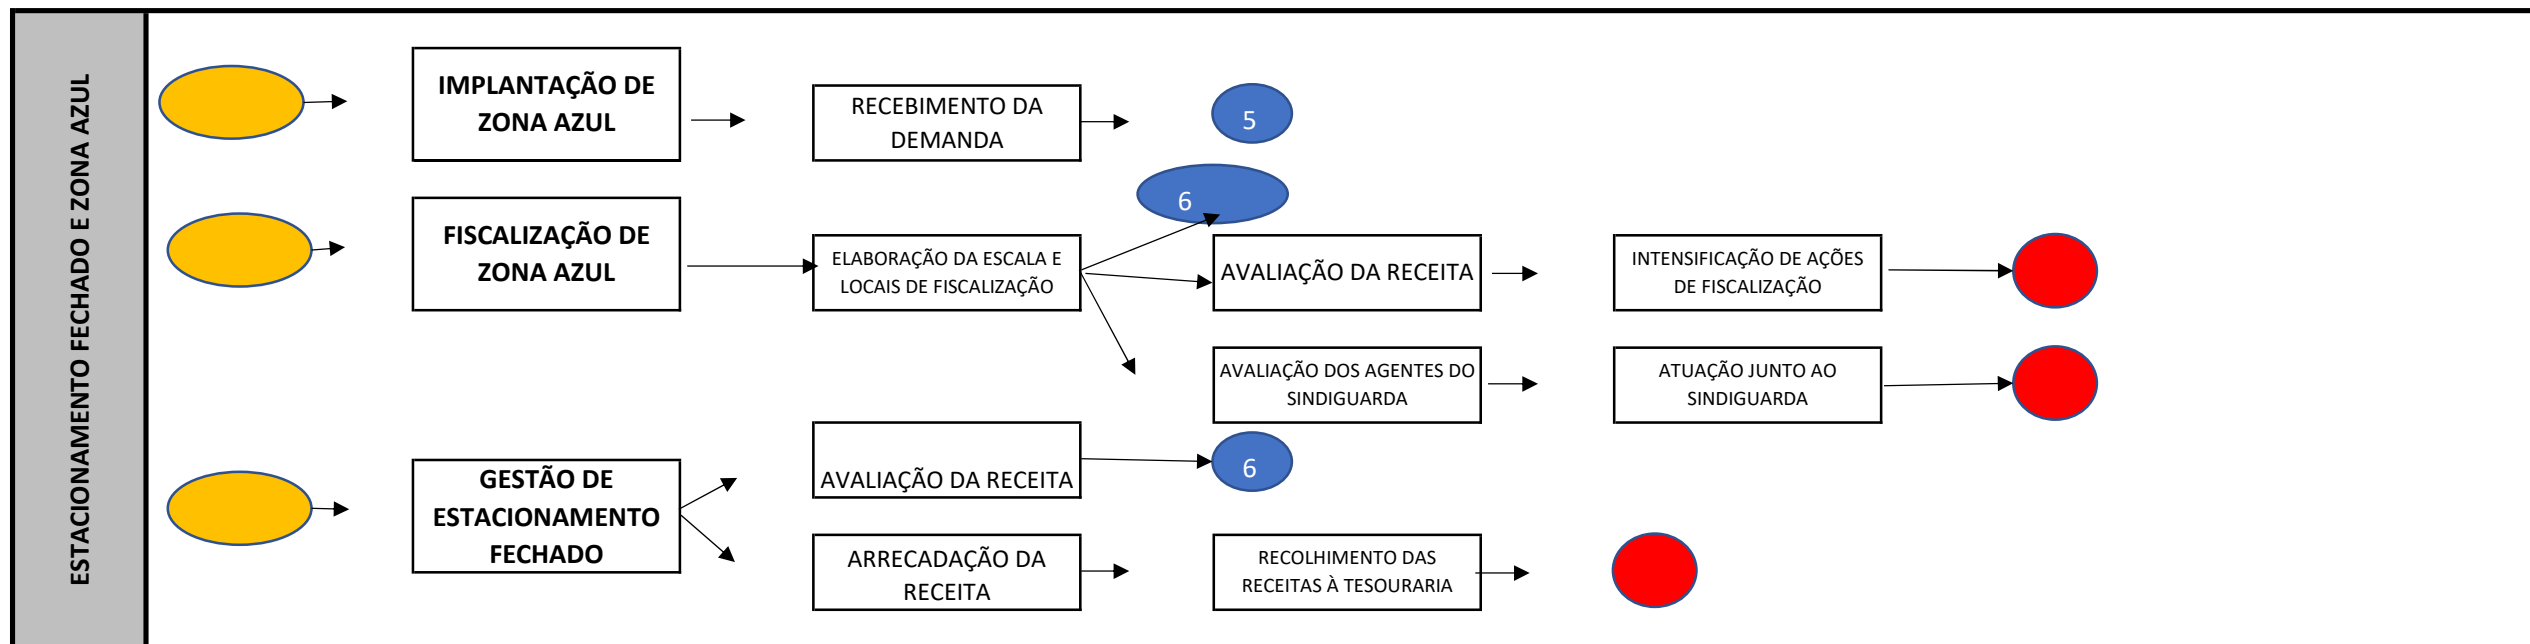 ESTACIONAMENTO FECHADO E ZONA AZUL
IMPLANTAÇÃO DE
ZONA AZUL
RECEBIMENTO DA
DEMANDA
5
6
FISCALIZAÇÃO DE
ZONA AZUL
ELABORAÇÃO DA ESCALA E
LOCAIS DE FISCALIZAÇÃO
AVALIAÇÃO DA RECEITA
INTENSIFICAÇÃO DE AÇÕES
DE FISCALIZAÇÃO
AVALIAÇÃO DOS AGENTES DO
SINDIGUARDA
ATUAÇÃO JUNTO AO
SINDIGUARDA
GESTÃO DE
ESTACIONAMENTO
FECHADO
AVALIAÇÃO DA RECEITA
6
ARRECADAÇÃO DA
RECEITA
RECOLHIMENTO DAS
RECEITAS À TESOURARIA